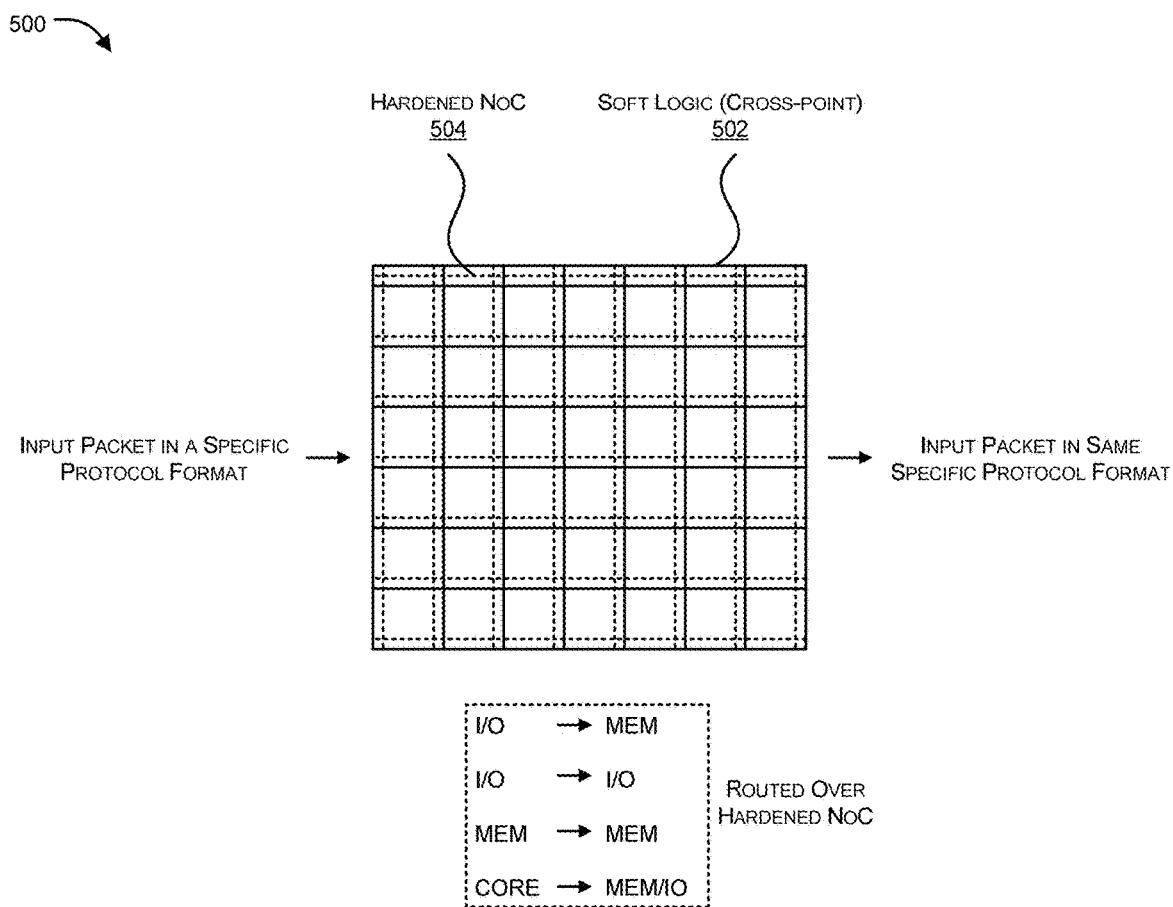 500
HARDENED NOC
504
SOFT LOGIC (CROSS-POINT)
502
INPUT PACKET IN A SPECIFIC
PROTOCOL FORMAT
INPUT PACKET IN SAME
SPECIFIC PROTOCOL FORMAT
I/O → MEM
I/O → I/O
MEM → MEM
CORE → MEM/IO
ROUTED OVER
HARDENED NOC